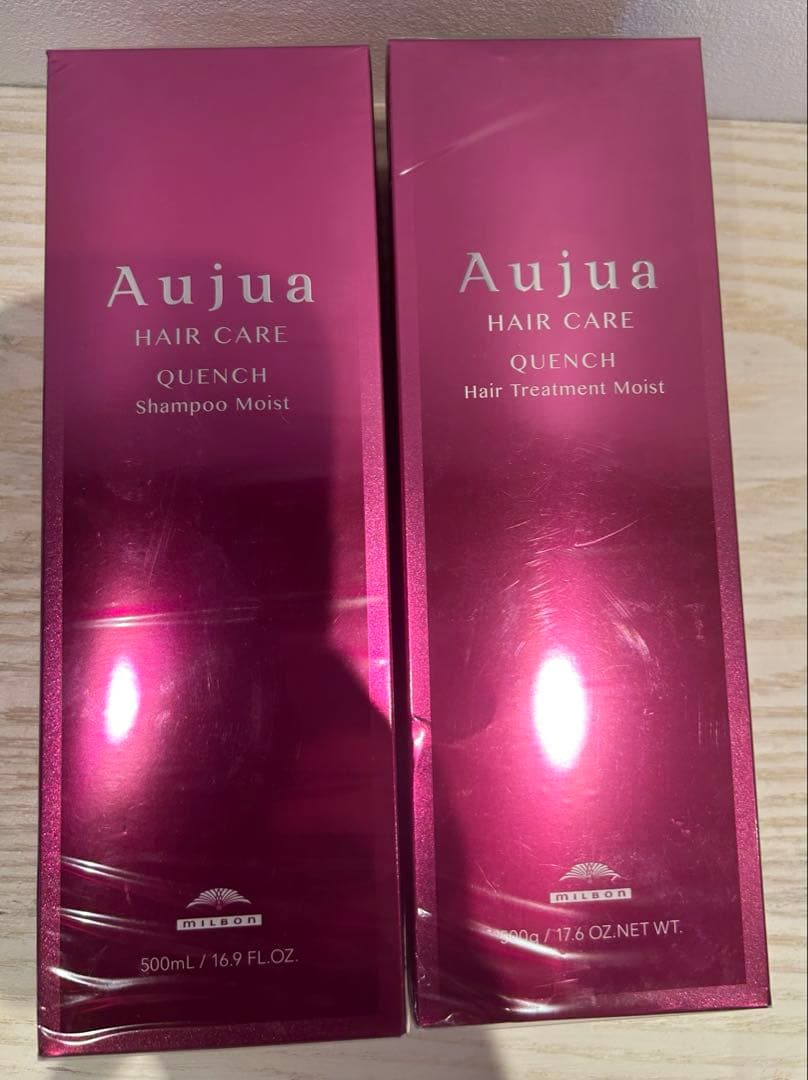 Aujua
HAIR CARE
QUENCH
Shampoo Moist
MILBON
500mL / 16.9 FL.OZ.
Aujua
HAIR CARE
QUENCH
Hair Treatment Moist
MILBON
500g / 17.6 OZ.NET WT.